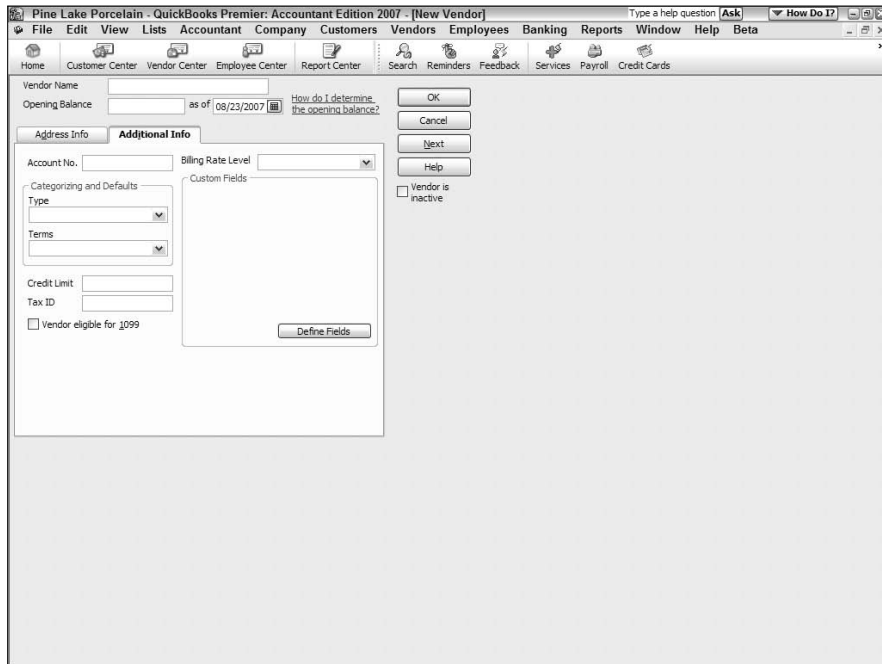 Pine Lake Porcelain - QuickBooks Premier: Accountant Edition 2007 - [New Vendor] Type a help question Ask How Do I?
File Edit View Lists Accountant Company Customers Vendors Employees Banking Reports Window Help Beta
Home Customer Center Vendor Center Employee Center Report Center Search Reminders Feedback Services Payroll Credit Cards
Vendor Name
Opening Balance as of 08/23/2007 How do I determine
the opening balance?
OK
Cancel
Next
Help
Vendor is
inactive
Address Info Additional Info
Account No. Billing Rate Level
Categorizing and Defaults Custom Fields
Type
Terms
Credit Limit
Tax ID
Vendor eligible for 1099
Define Fields